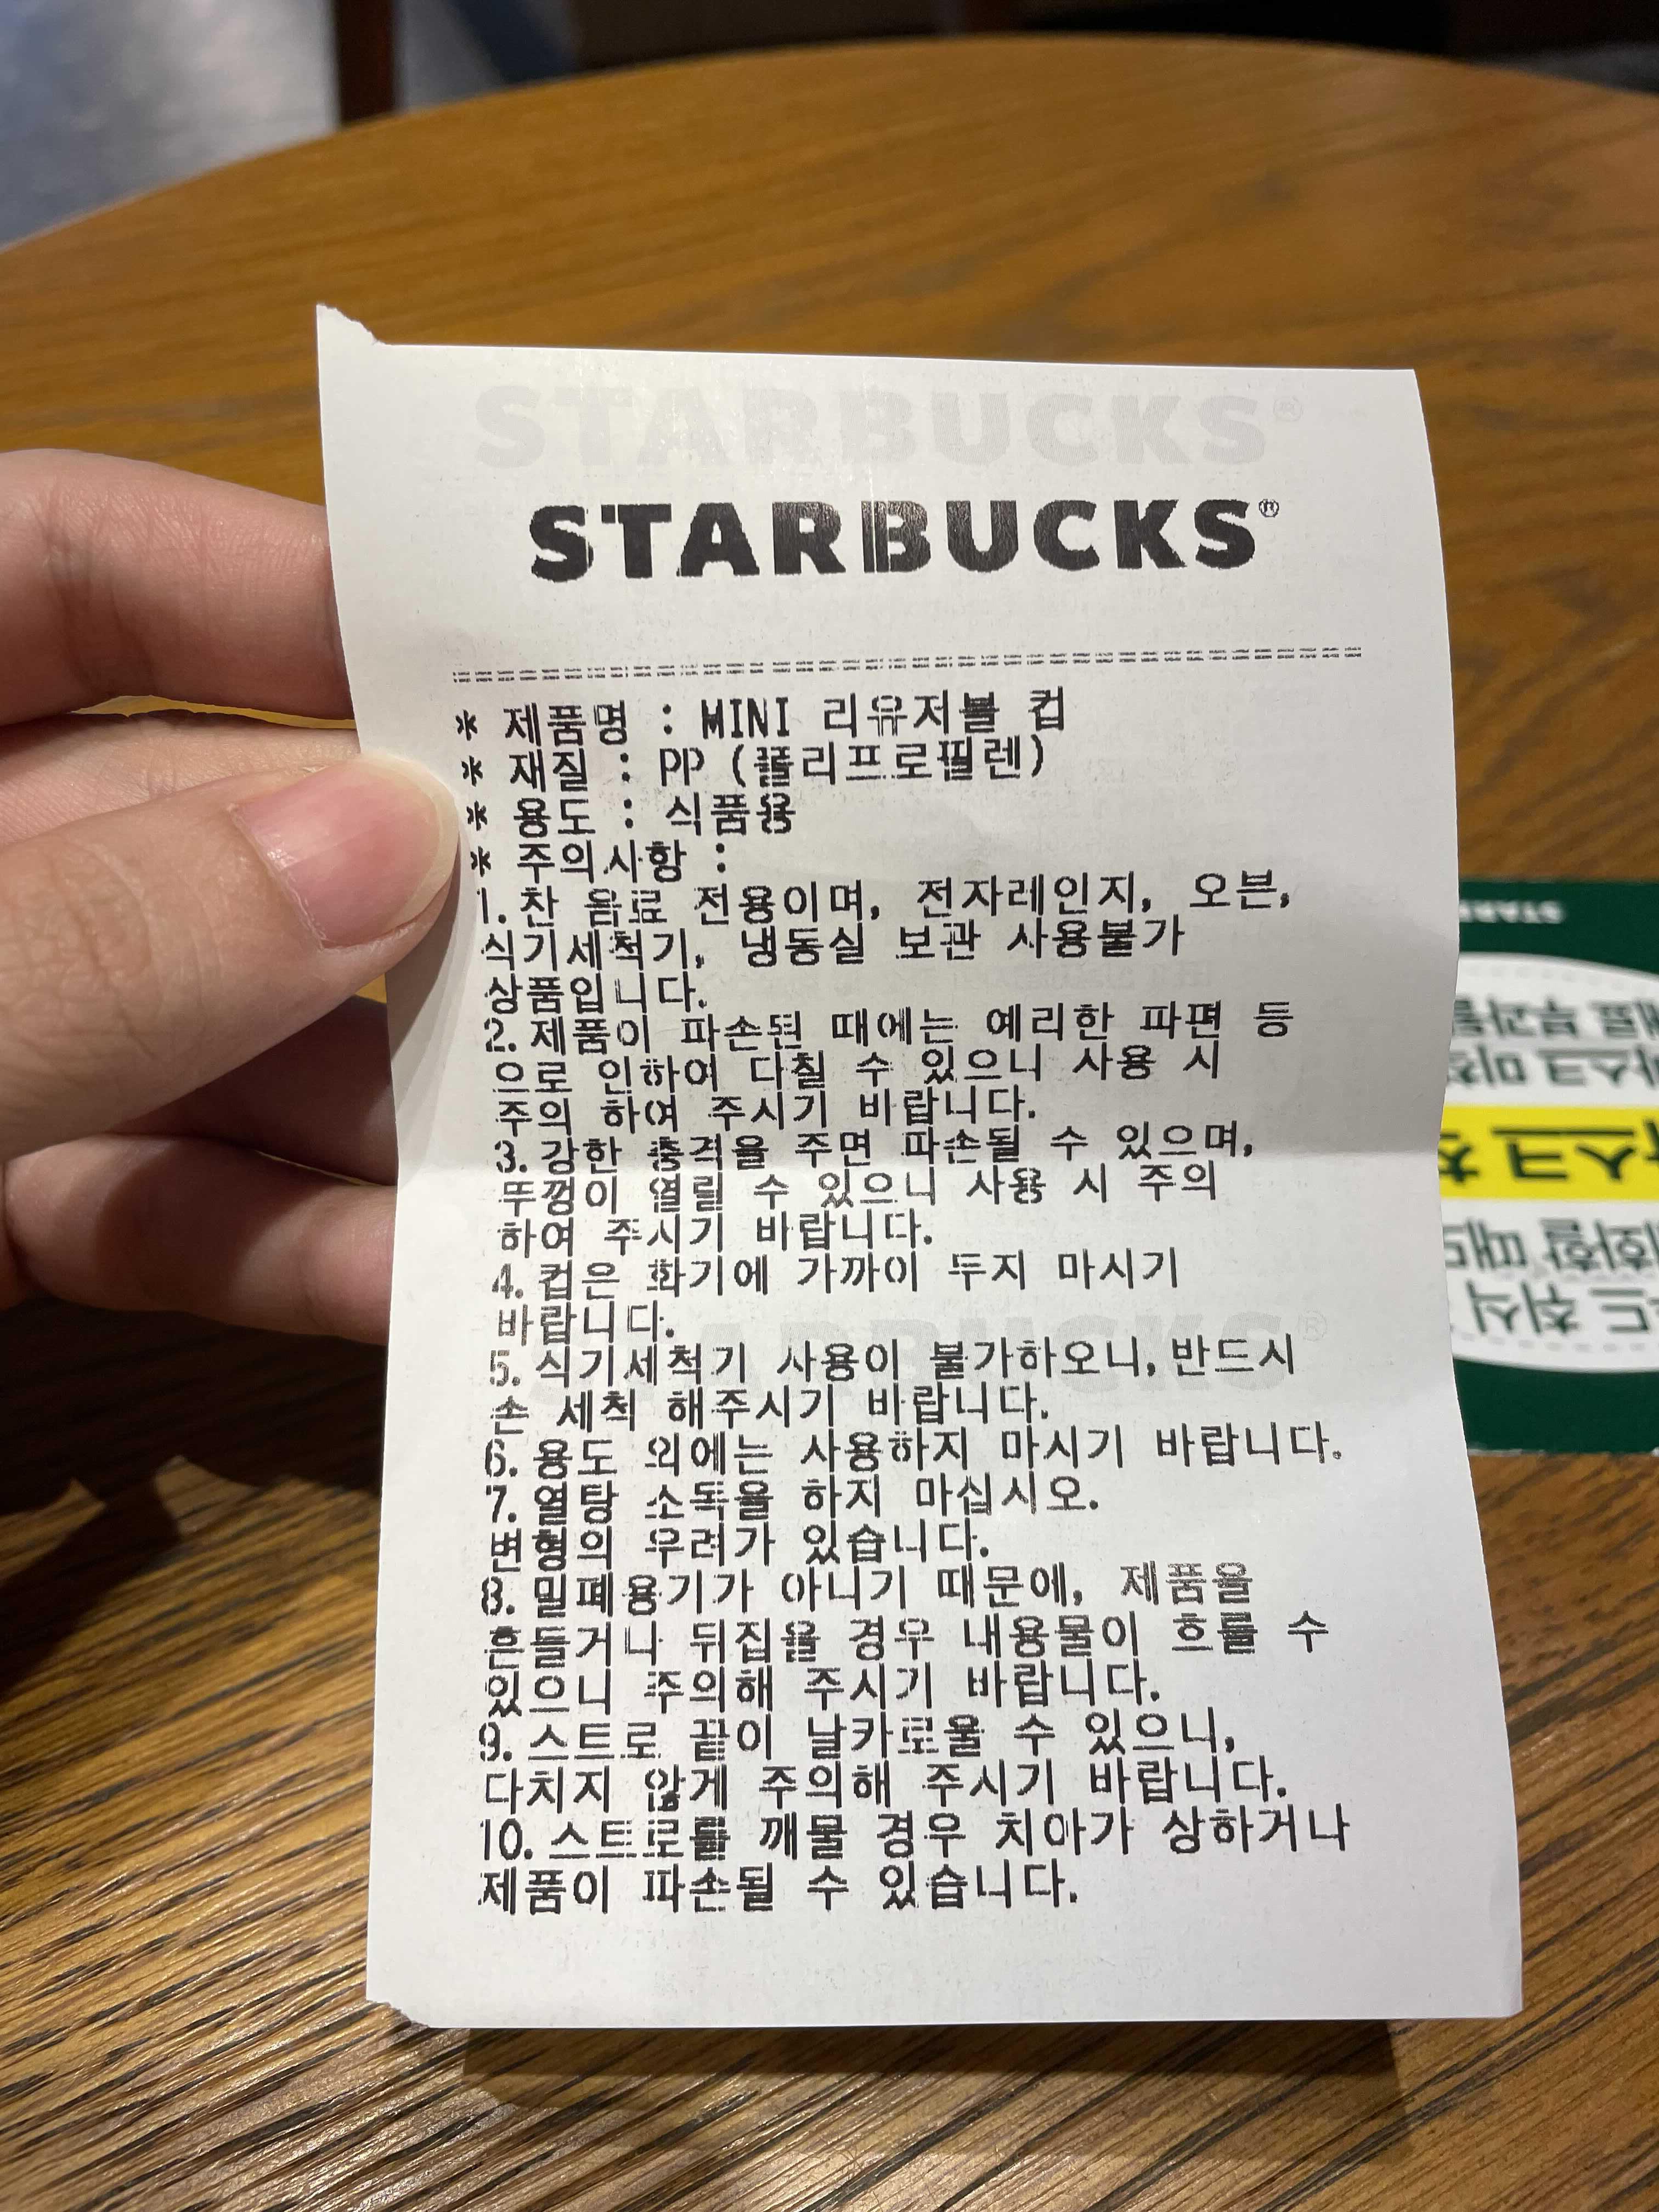 STARBUCKS®
STARBUCKS®
* 제품명 : MINI 리유저블 컵
* 재질 : PP (폴리프로필렌)
* 용도 : 식품용
* 주의사항 :
1. 찬 음료 전용이며, 전자레인지, 오븐,
식기세척기, 냉동실 보관 사용불가
상품입니다.
2. 제품이 파손된 때에는 예리한 파편 등
으로 인하여 다칠 수 있으니 사용 시
주의 하여 주시기 바랍니다.
3. 강한 충격을 주면 파손될 수 있으며,
뚜껑이 열릴 수 있으니 사용 시 주의
하여 주시기 바랍니다.
4. 컵은 화기에 가까이 두지 마시기
바랍니다.
5. 식기세척기 사용이 불가하오니, 반드시
손 세척 해주시기 바랍니다.
6. 용도 외에는 사용하지 마시기 바랍니다.
7. 열탕 소독을 하지 마십시오.
변형의 우려가 있습니다.
8. 밀폐용기가 아니기 때문에, 제품을
흔들거나 뒤집을 경우 내용물이 흐를 수
있으니 주의해 주시기 바랍니다.
9. 스트로 끝이 날카로울 수 있으니,
다치지 않게 주의해 주시기 바랍니다.
10. 스트로를 깨물 경우 치아가 상하거나
제품이 파손될 수 있습니다.